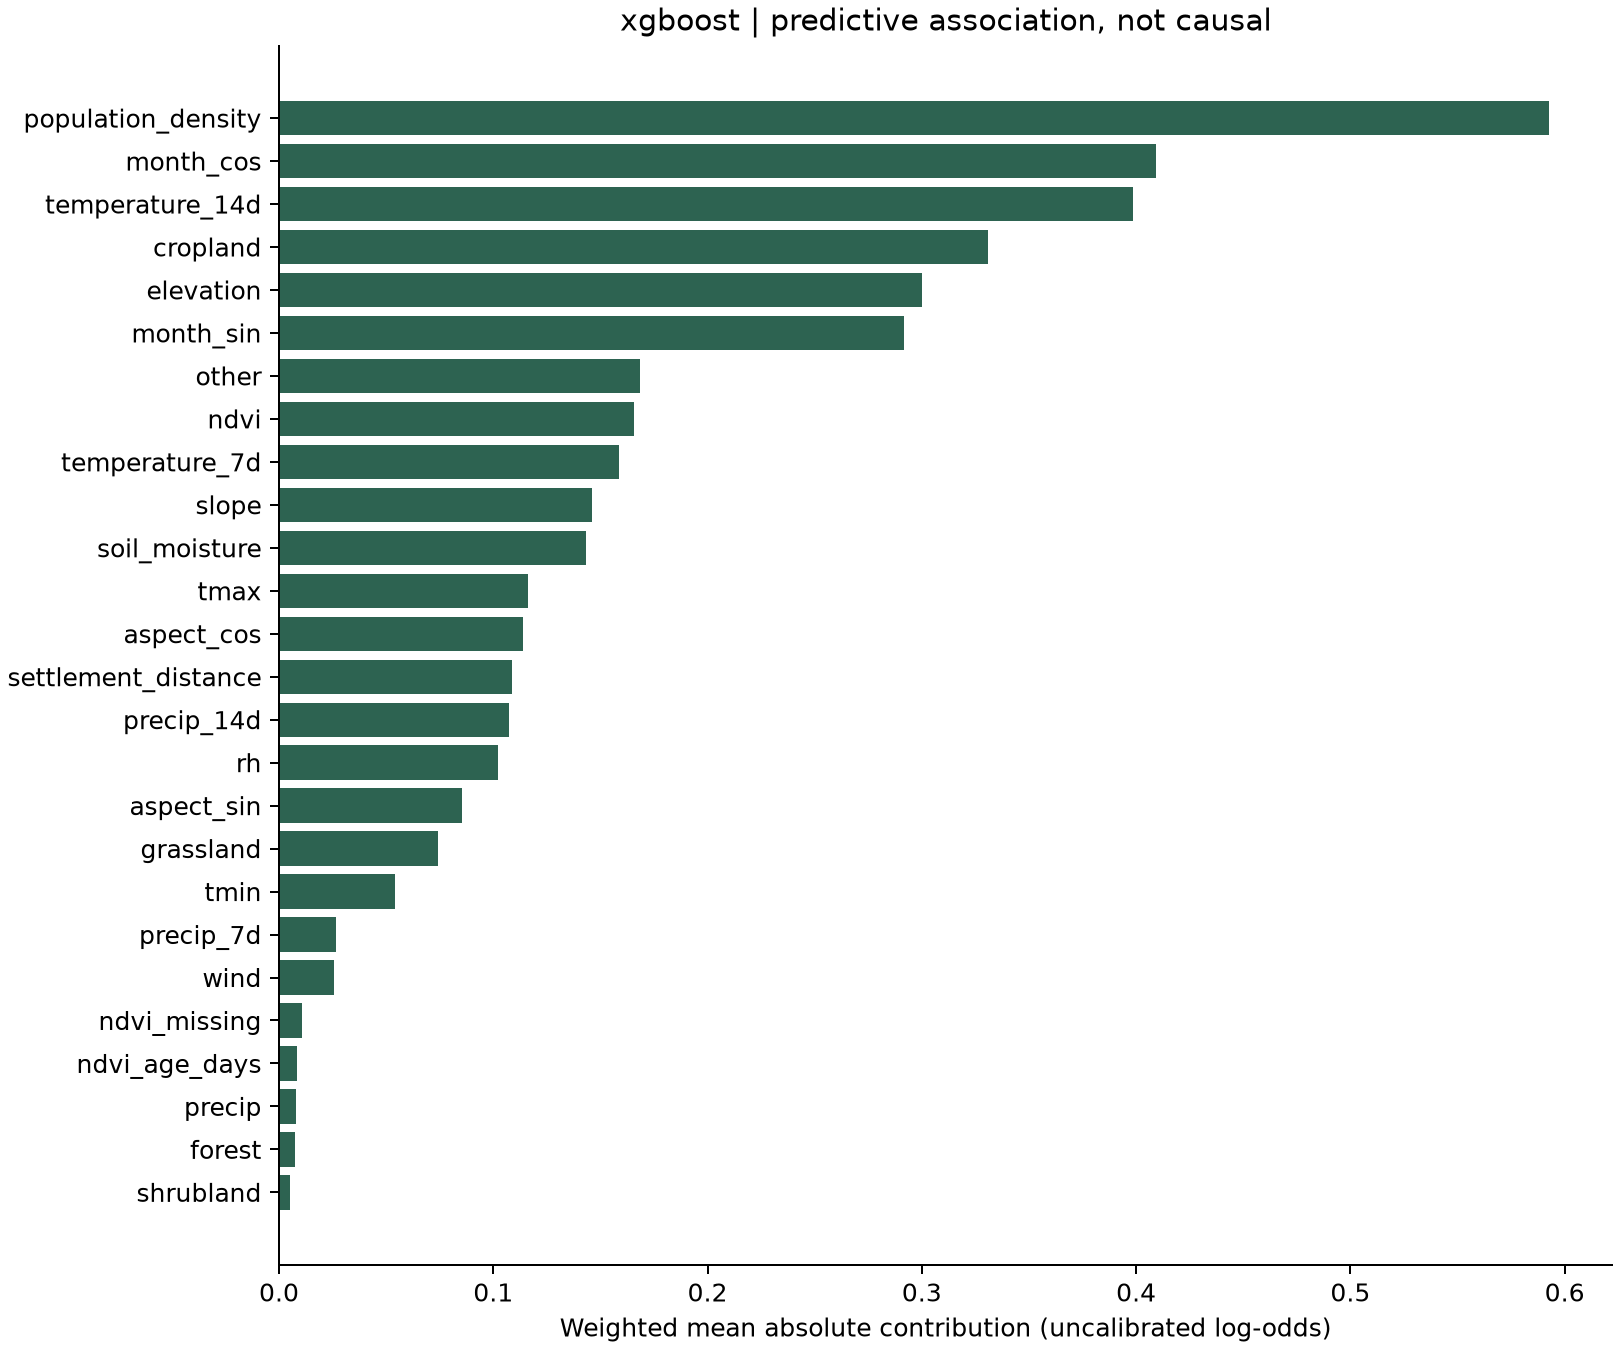 xgboost | predictive association, not causal
population_density
month_cos
temperature_14d
cropland
elevation
month_sin
other
ndvi
temperature_7d
slope
soil_moisture
tmax
aspect_cos
settlement_distance
precip_14d
rh
aspect_sin
grassland
tmin
precip_7d
wind
ndvi_missing
ndvi_age_days
precip
forest
shrubland
0.0 0.1 0.2 0.3 0.4 0.5 0.6
Weighted mean absolute contribution (uncalibrated log-odds)